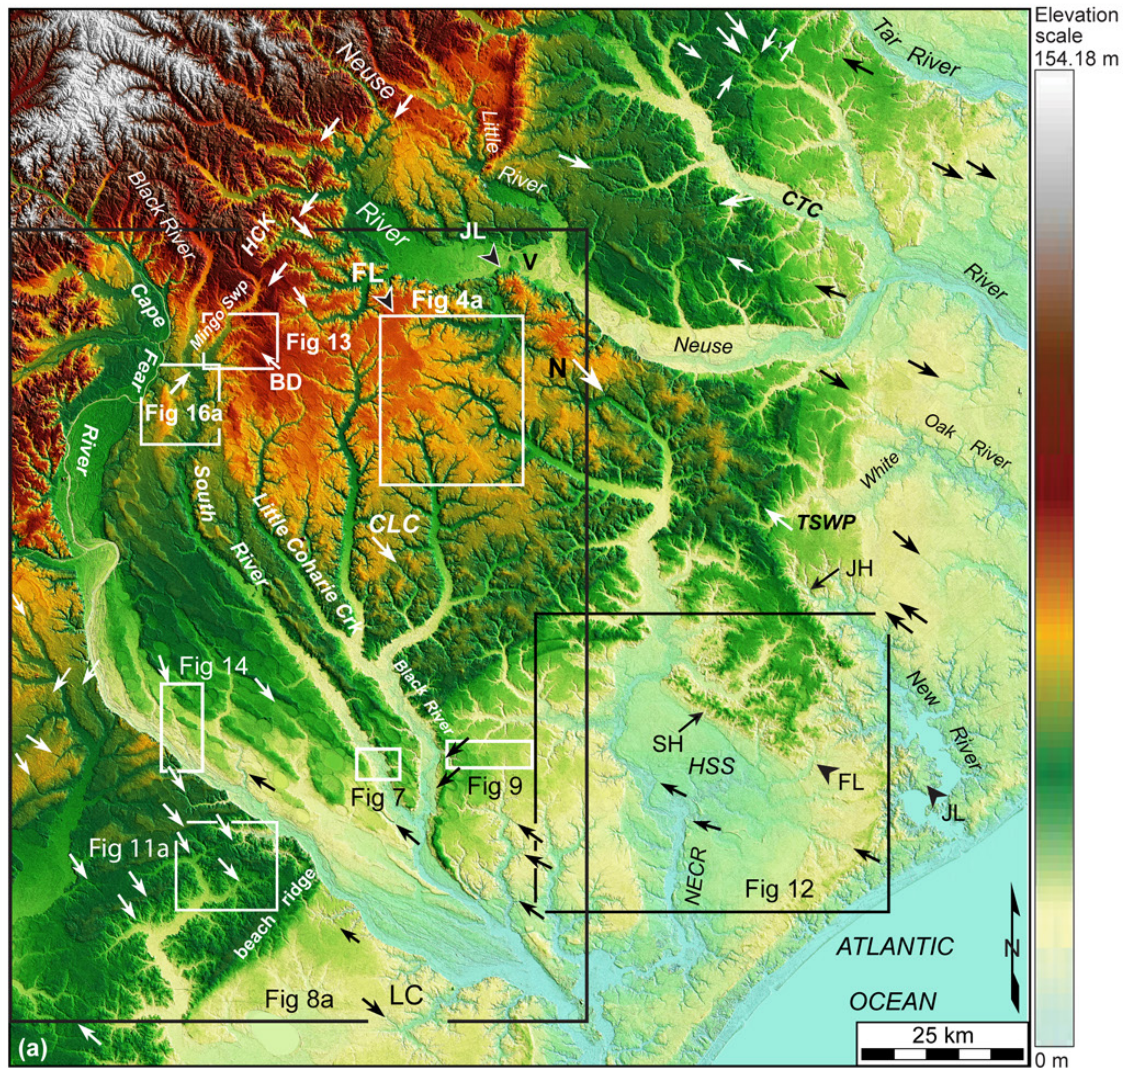 Elevation
scale
154.18 m
Tar River
Neuse
Little
River
Black River
HCK
River
CTC
JL
V
River
FL
Fig 4a
Cape
Mingo Swp
Fig 13
Neuse
Fear
BD
N
Fig 16a
Oak River
River
South
White
Little Coharie Crk
CLC
TSWP
River
JH
Fig 14
Black River
New
River
SH
HSS
FL
Fig 7
Fig 9
JL
Fig 11a
beach ridge
NECR
Fig 12
ATLANTIC
N
OCEAN
Fig 8a
LC
25 km
(a)
0 m